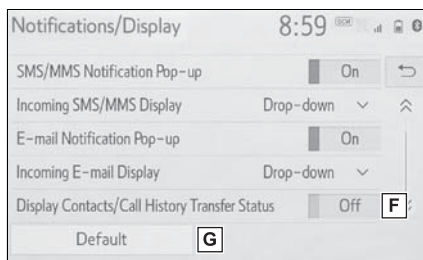 Notifications/Display 8:59 DCM
SMS/MMS Notification Pop-up On
Incoming SMS/MMS Display Drop-down
E-mail Notification Pop-up On
Incoming E-mail Display Drop-down
Display Contacts/Call History Transfer Status Off F
Default G